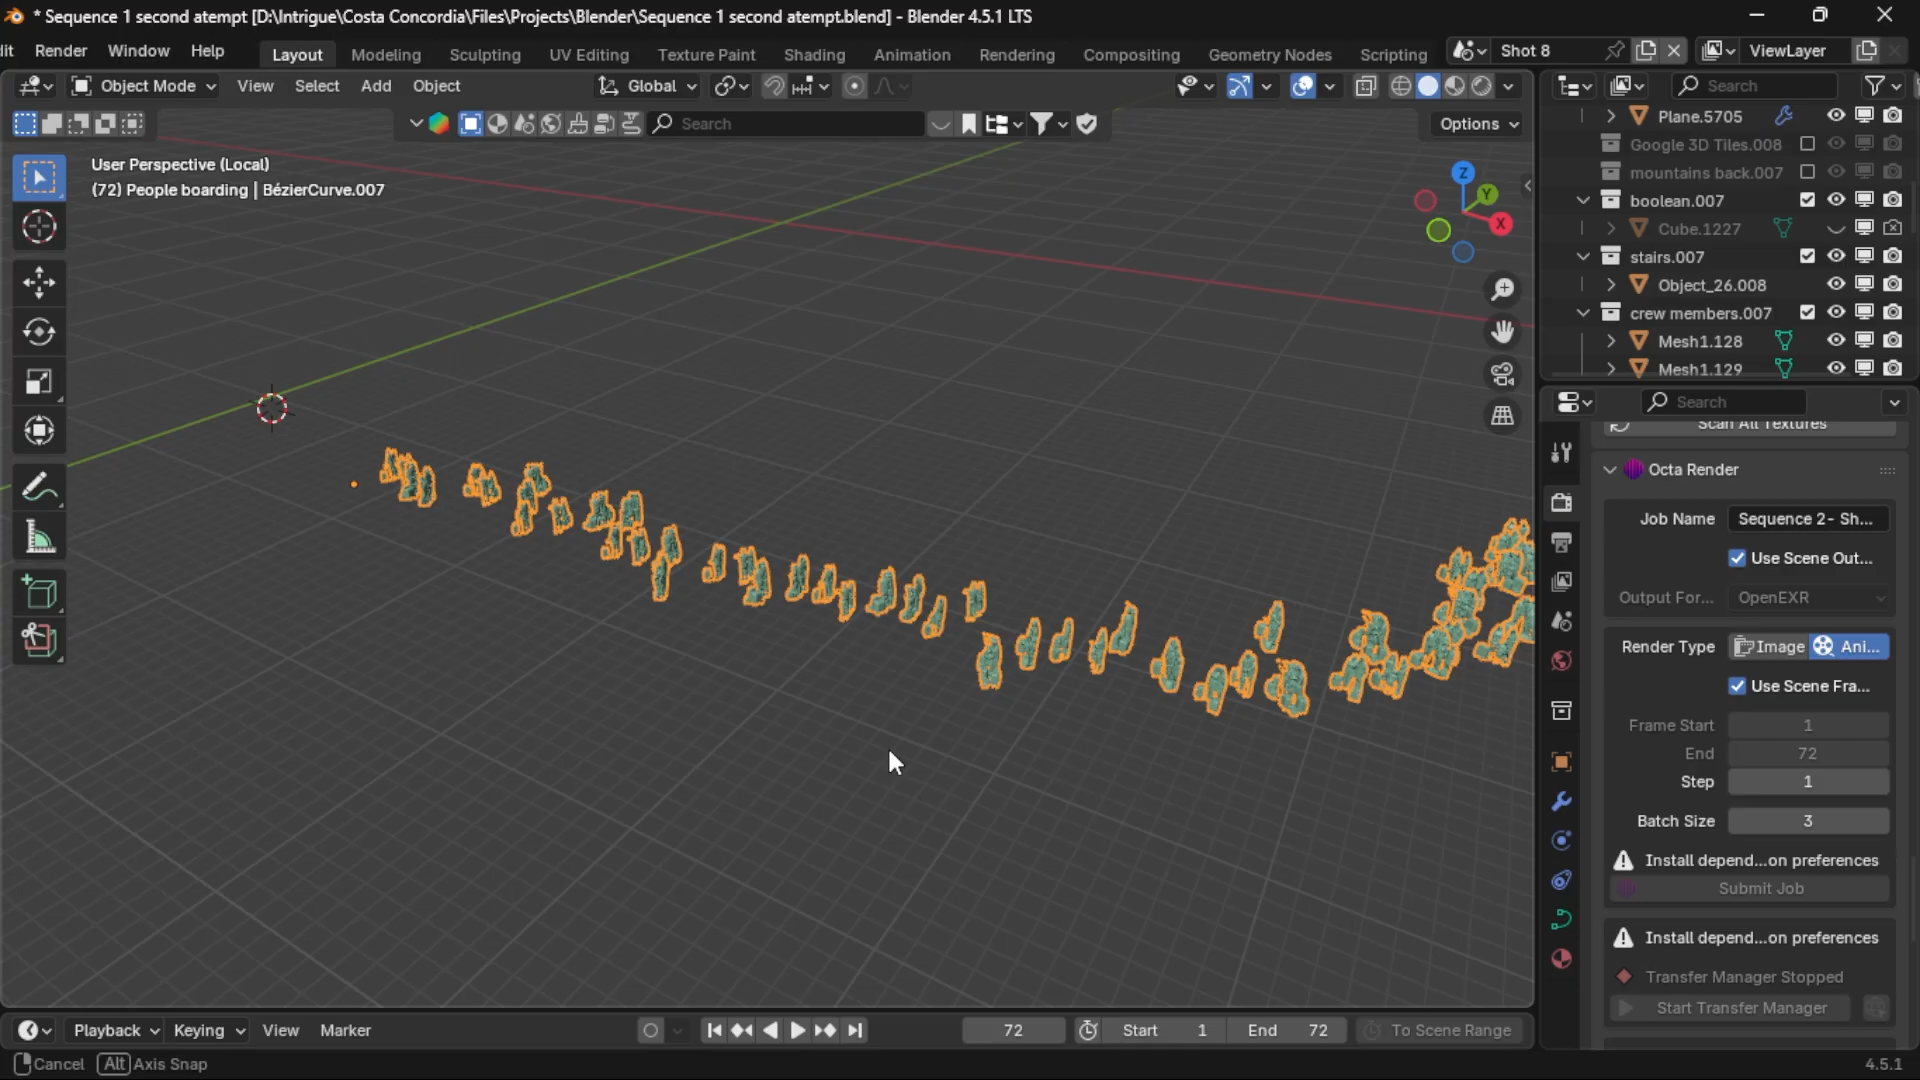 * Sequence 1 second atempt [D:\Intrigue\Costa Concordia\Files\Projects\Blender\Sequence 1 second atempt.blend] - Blender 4.5.1 LTS
it Render Window Help Layout Modeling Sculpting UV Editing Texture Paint Shading Animation Rendering Compositing Geometry Nodes Scripting Shot 8 ViewLayer
Object Mode View Select Add Object Global Search
Search Options
User Perspective (Local)
(72) People boarding | BézierCurve.007
Z
Y
X
Plane.5705
Google 3D Tiles.008
mountains back.007
boolean.007
Cube.1227
stairs.007
Object_26.008
crew members.007
Mesh1.128
Mesh1.129
Search
Scan All Textures
Octa Render
Job Name Sequence 2- Sh...
Use Scene Out...
Output For... OpenEXR
Render Type Image Ani...
Use Scene Fra...
Frame Start 1
End 72
Step 1
Batch Size 3
Install depend...on preferences
Submit Job
Install depend...on preferences
Transfer Manager Stopped
Start Transfer Manager
Playback Keying View Marker 72 Start 1 End 72 To Scene Range
Cancel Alt Axis Snap 4.5.1